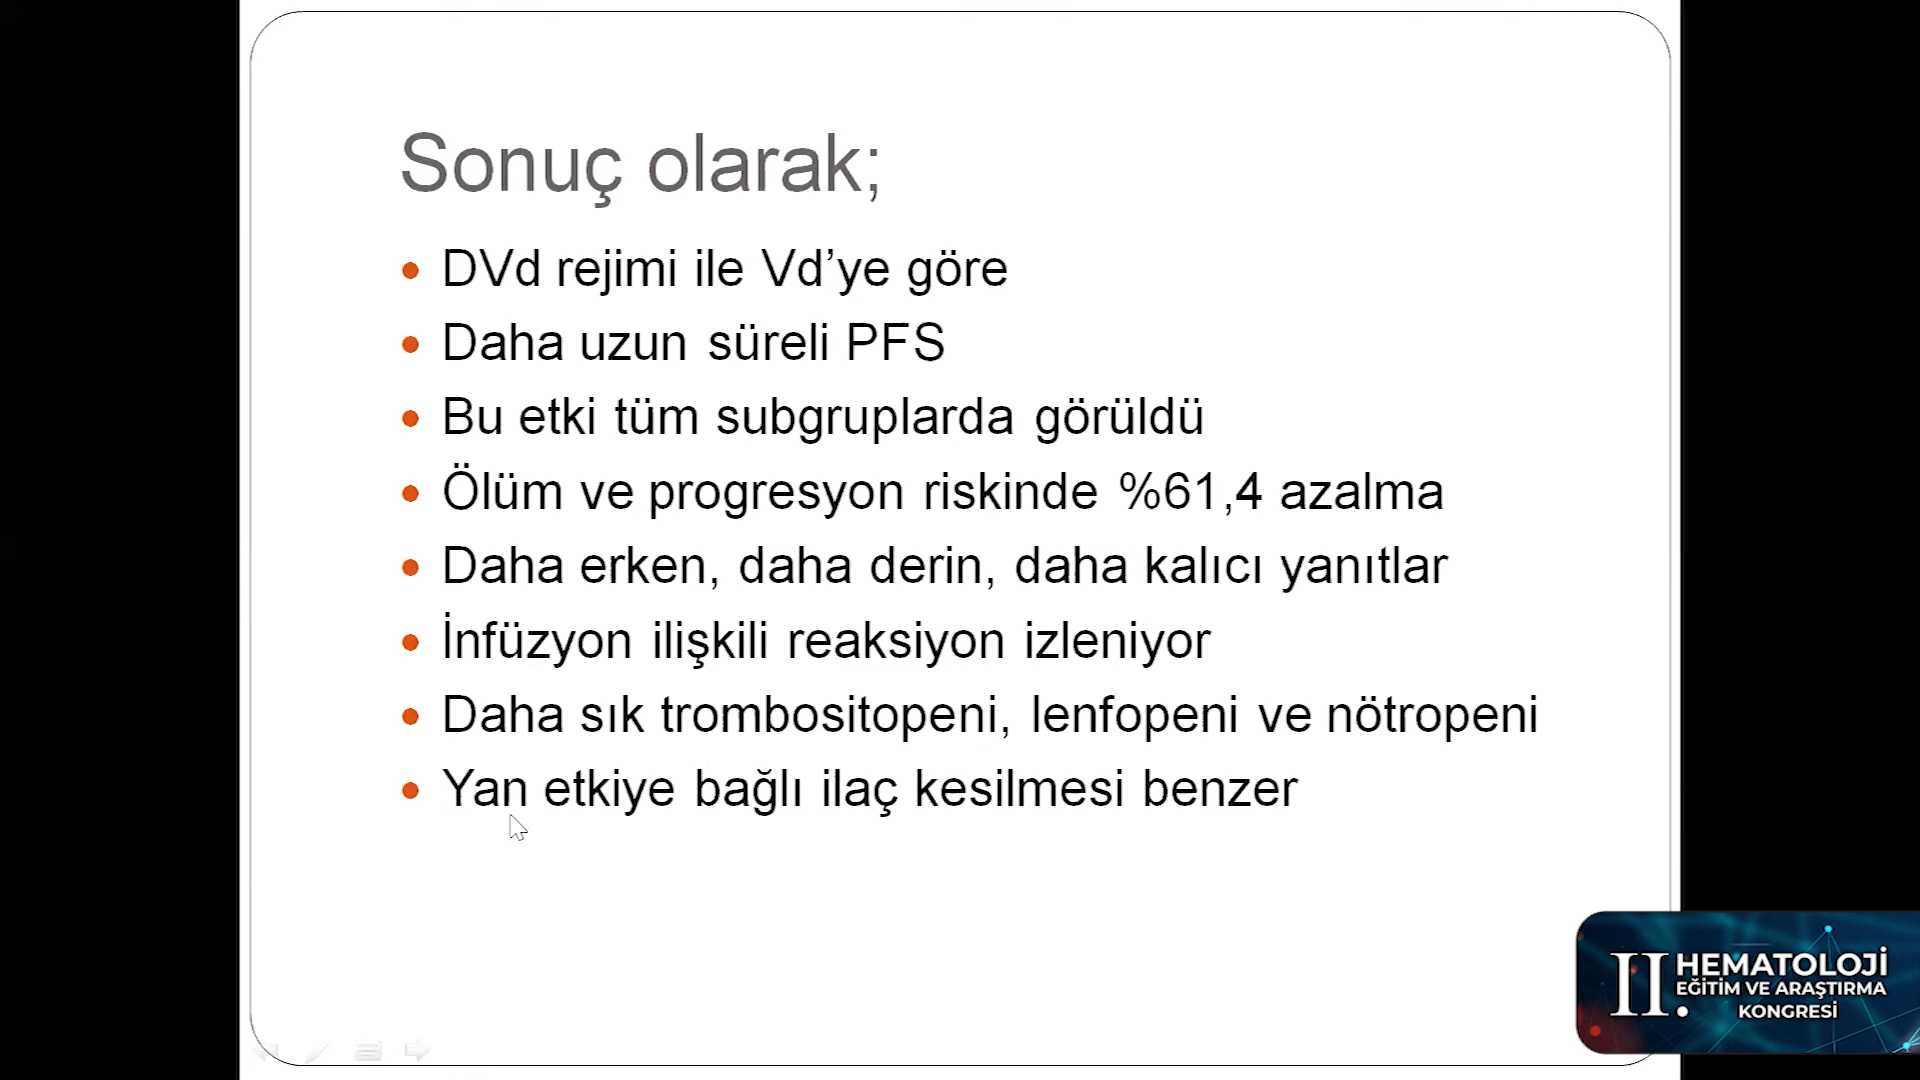 Sonuç olarak;
DVd rejimi ile Vd’ye göre
Daha uzun süreli PFS
Bu etki tüm subgruplarda görüldü
Ölüm ve progresyon riskinde %61,4 azalma
Daha erken, daha derin, daha kalıcı yanıtlar
İnfüzyon ilişkili reaksiyon izleniyor
Daha sık trombositopeni, lenfopeni ve nötropeni
Yan etkiye bağlı ilaç kesilmesi benzer
II. HEMATOLOJİ
EĞİTİM VE ARAŞTIRMA
KONGRESİ